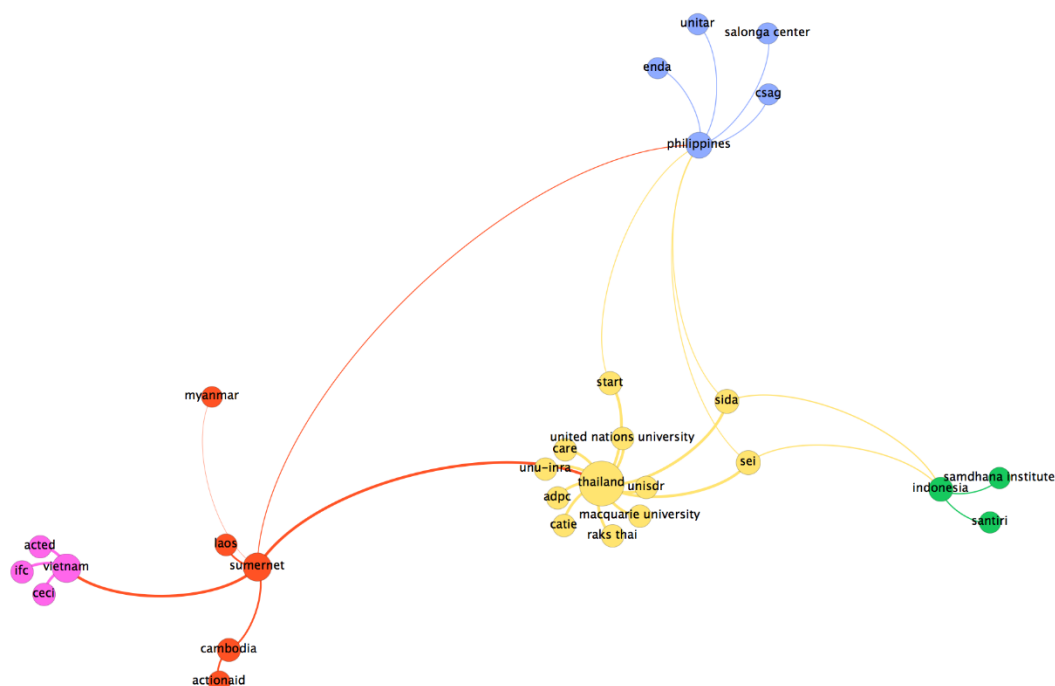 unitar
salonga center
enda
csag
philippines
start
myanmar
sida
united nations university
care
sei
unu-inra
thailand
unisdr
samdhana institute
indonesia
adpc
macquarie university
santiri
catie
raks thai
acted
laos
vietnam
sumernet
ifc
ceci
cambodia
actionaid